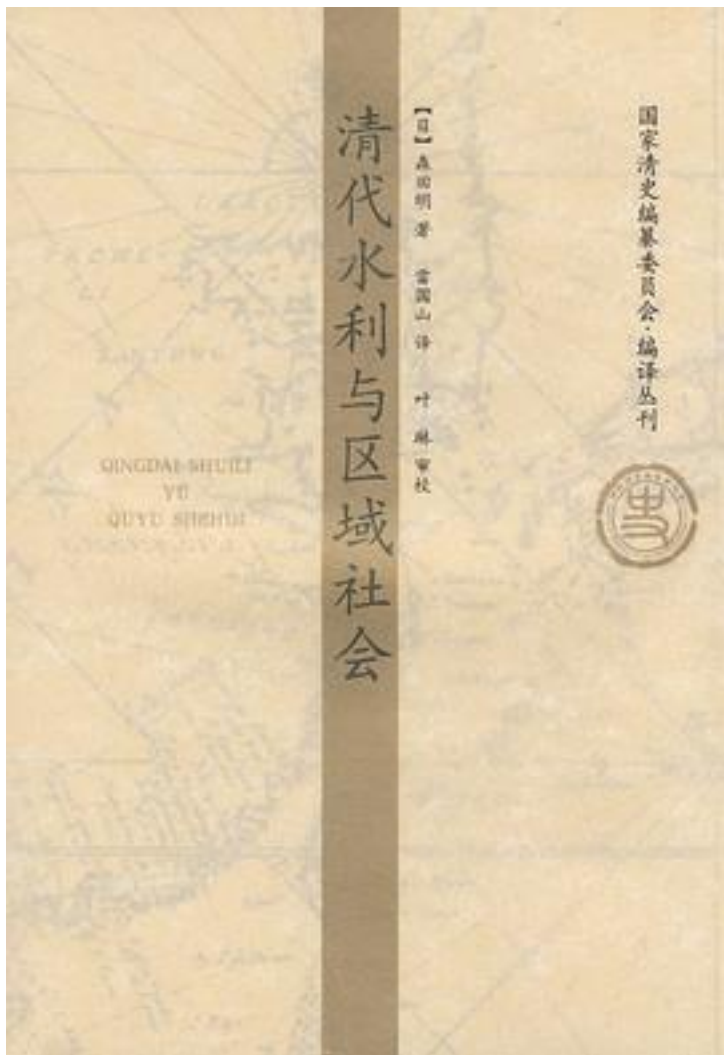 国家清史编纂委员会·编译丛刊
【日】森田明 著 雷国山 译 叶琳 审校
清代水利与区域社会
QINGDAI SHUILI
YU
QUYU SHEHUI